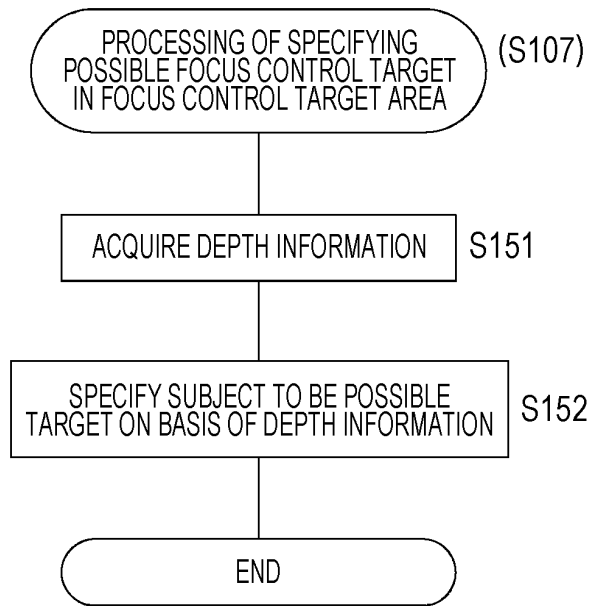 PROCESSING OF SPECIFYING
POSSIBLE FOCUS CONTROL TARGET
IN FOCUS CONTROL TARGET AREA
(S107)
ACQUIRE DEPTH INFORMATION
S151
SPECIFY SUBJECT TO BE POSSIBLE
TARGET ON BASIS OF DEPTH INFORMATION
S152
END